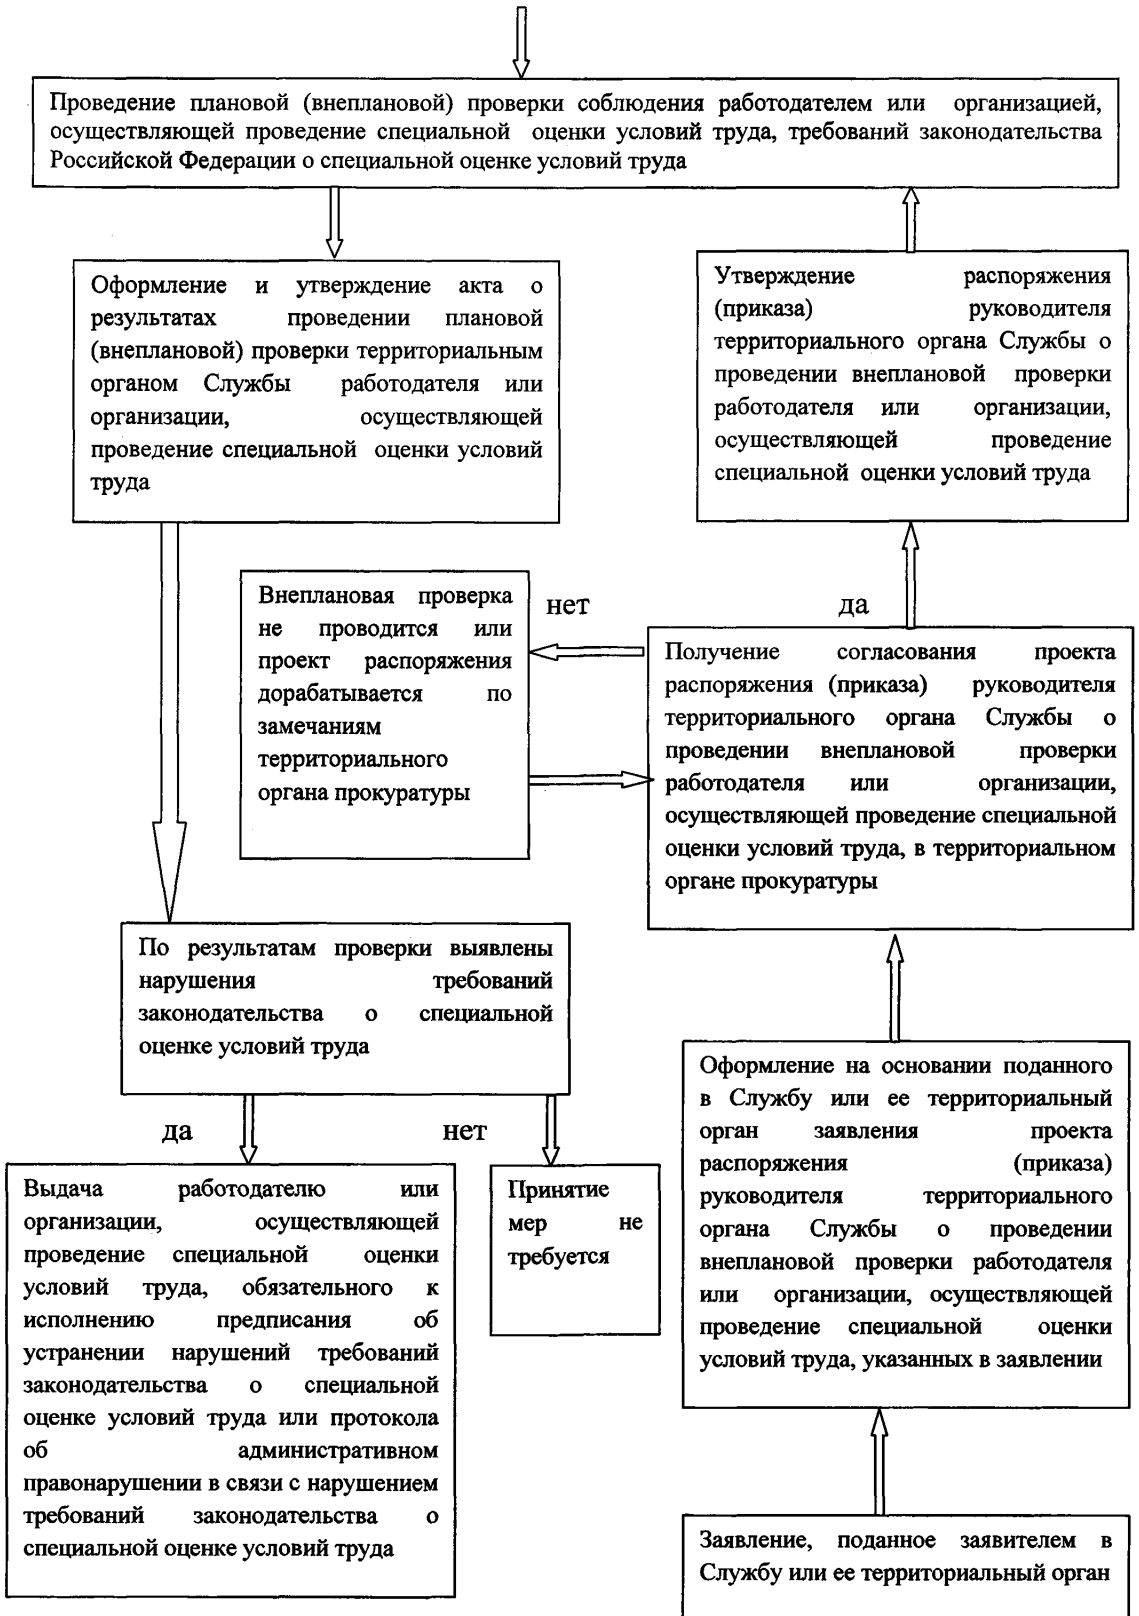 Проведение плановой (внеплановой) проверки соблюдения работодателем или организацией,
осуществляющей проведение специальной оценки условий труда, требований законодательства
Российской Федерации о специальной оценке условий труда
Оформление и утверждение акта о
результатах проведении плановой
(внеплановой) проверки территориальным
органом Службы работодателя или
организации, осуществляющей
проведение специальной оценки условий
труда
Утверждение распоряжения
(приказа) руководителя
территориального органа Службы о
проведении внеплановой проверки
работодателя или организации,
осуществляющей проведение
специальной оценки условий труда
Внеплановая проверка
не проводится или
проект распоряжения
дорабатывается по
замечаниям
территориального
органа прокуратуры
нет
да
Получение согласования проекта
распоряжения (приказа) руководителя
территориального органа Службы о
проведении внеплановой проверки
работодателя или организации,
осуществляющей проведение специальной
оценки условий труда, в территориальном
органе прокуратуры
По результатам проверки выявлены
нарушения требований
законодательства о специальной
оценке условий труда
да
нет
Выдача работодателю или
организации, осуществляющей
проведение специальной оценки
условий труда, обязательного к
исполнению предписания об
устранении нарушений требований
законодательства о специальной
оценке условий труда или протокола
об административном
правонарушении в связи с нарушением
требований законодательства о
специальной оценке условий труда
Принятие
мер не
требуется
Оформление на основании поданного
в Службу или ее территориальный
орган заявления проекта
распоряжения (приказа)
руководителя территориального
органа Службы о проведении
внеплановой проверки работодателя
или организации, осуществляющей
проведение специальной оценки
условий труда, указанных в заявлении
Заявление, поданное заявителем в
Службу или ее территориальный орган